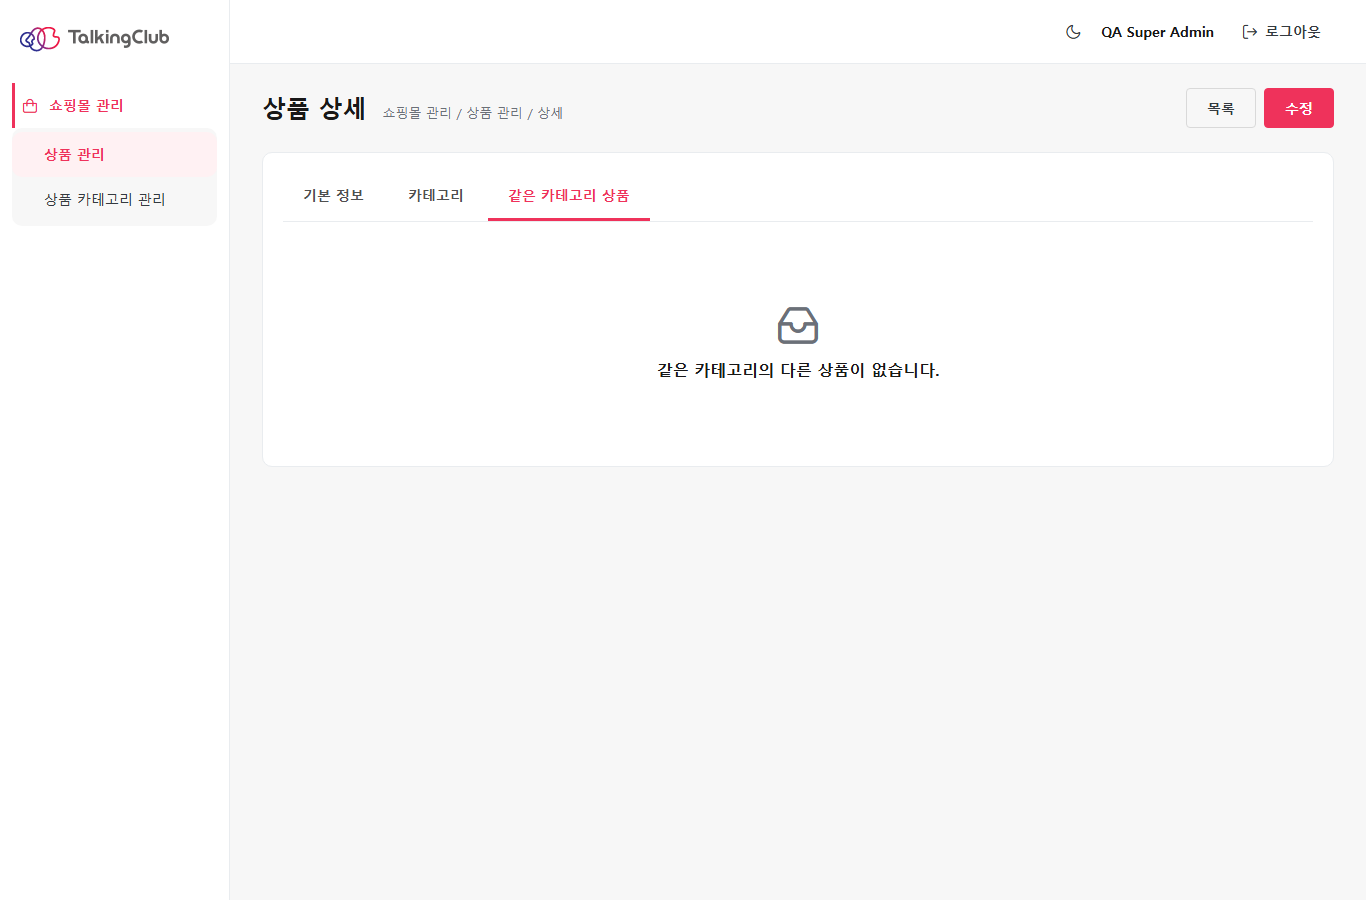 TalkingClub
QA Super Admin
로그아웃
쇼핑몰 관리
상품 관리
상품 카테고리 관리
상품 상세
쇼핑몰 관리 / 상품 관리 / 상세
목록
수정
기본 정보
카테고리
같은 카테고리 상품
같은 카테고리의 다른 상품이 없습니다.